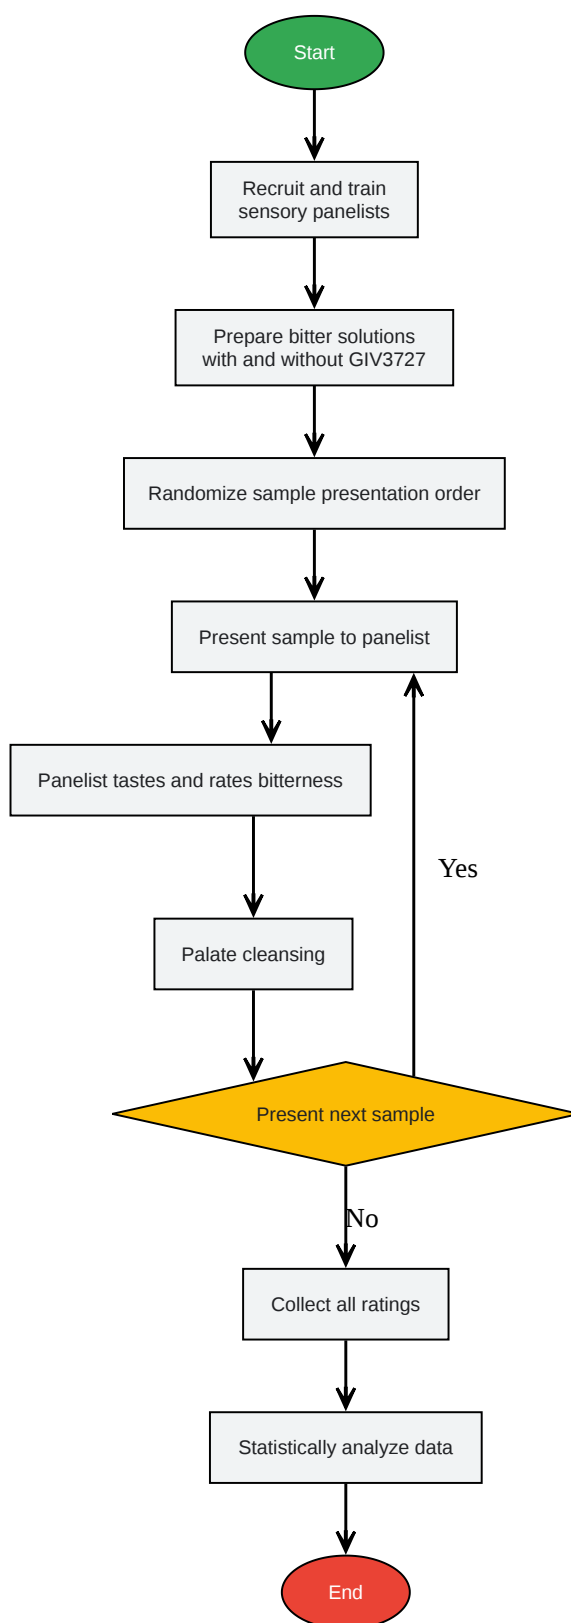 Start
Recruit and train
sensory panelists
Prepare bitter solutions
with and without GIV3727
Randomize sample presentation order
Present sample to panelist
Panelist tastes and rates bitterness
Yes
Palate cleansing
Present next sample
No
Collect all ratings
Statistically analyze data
End